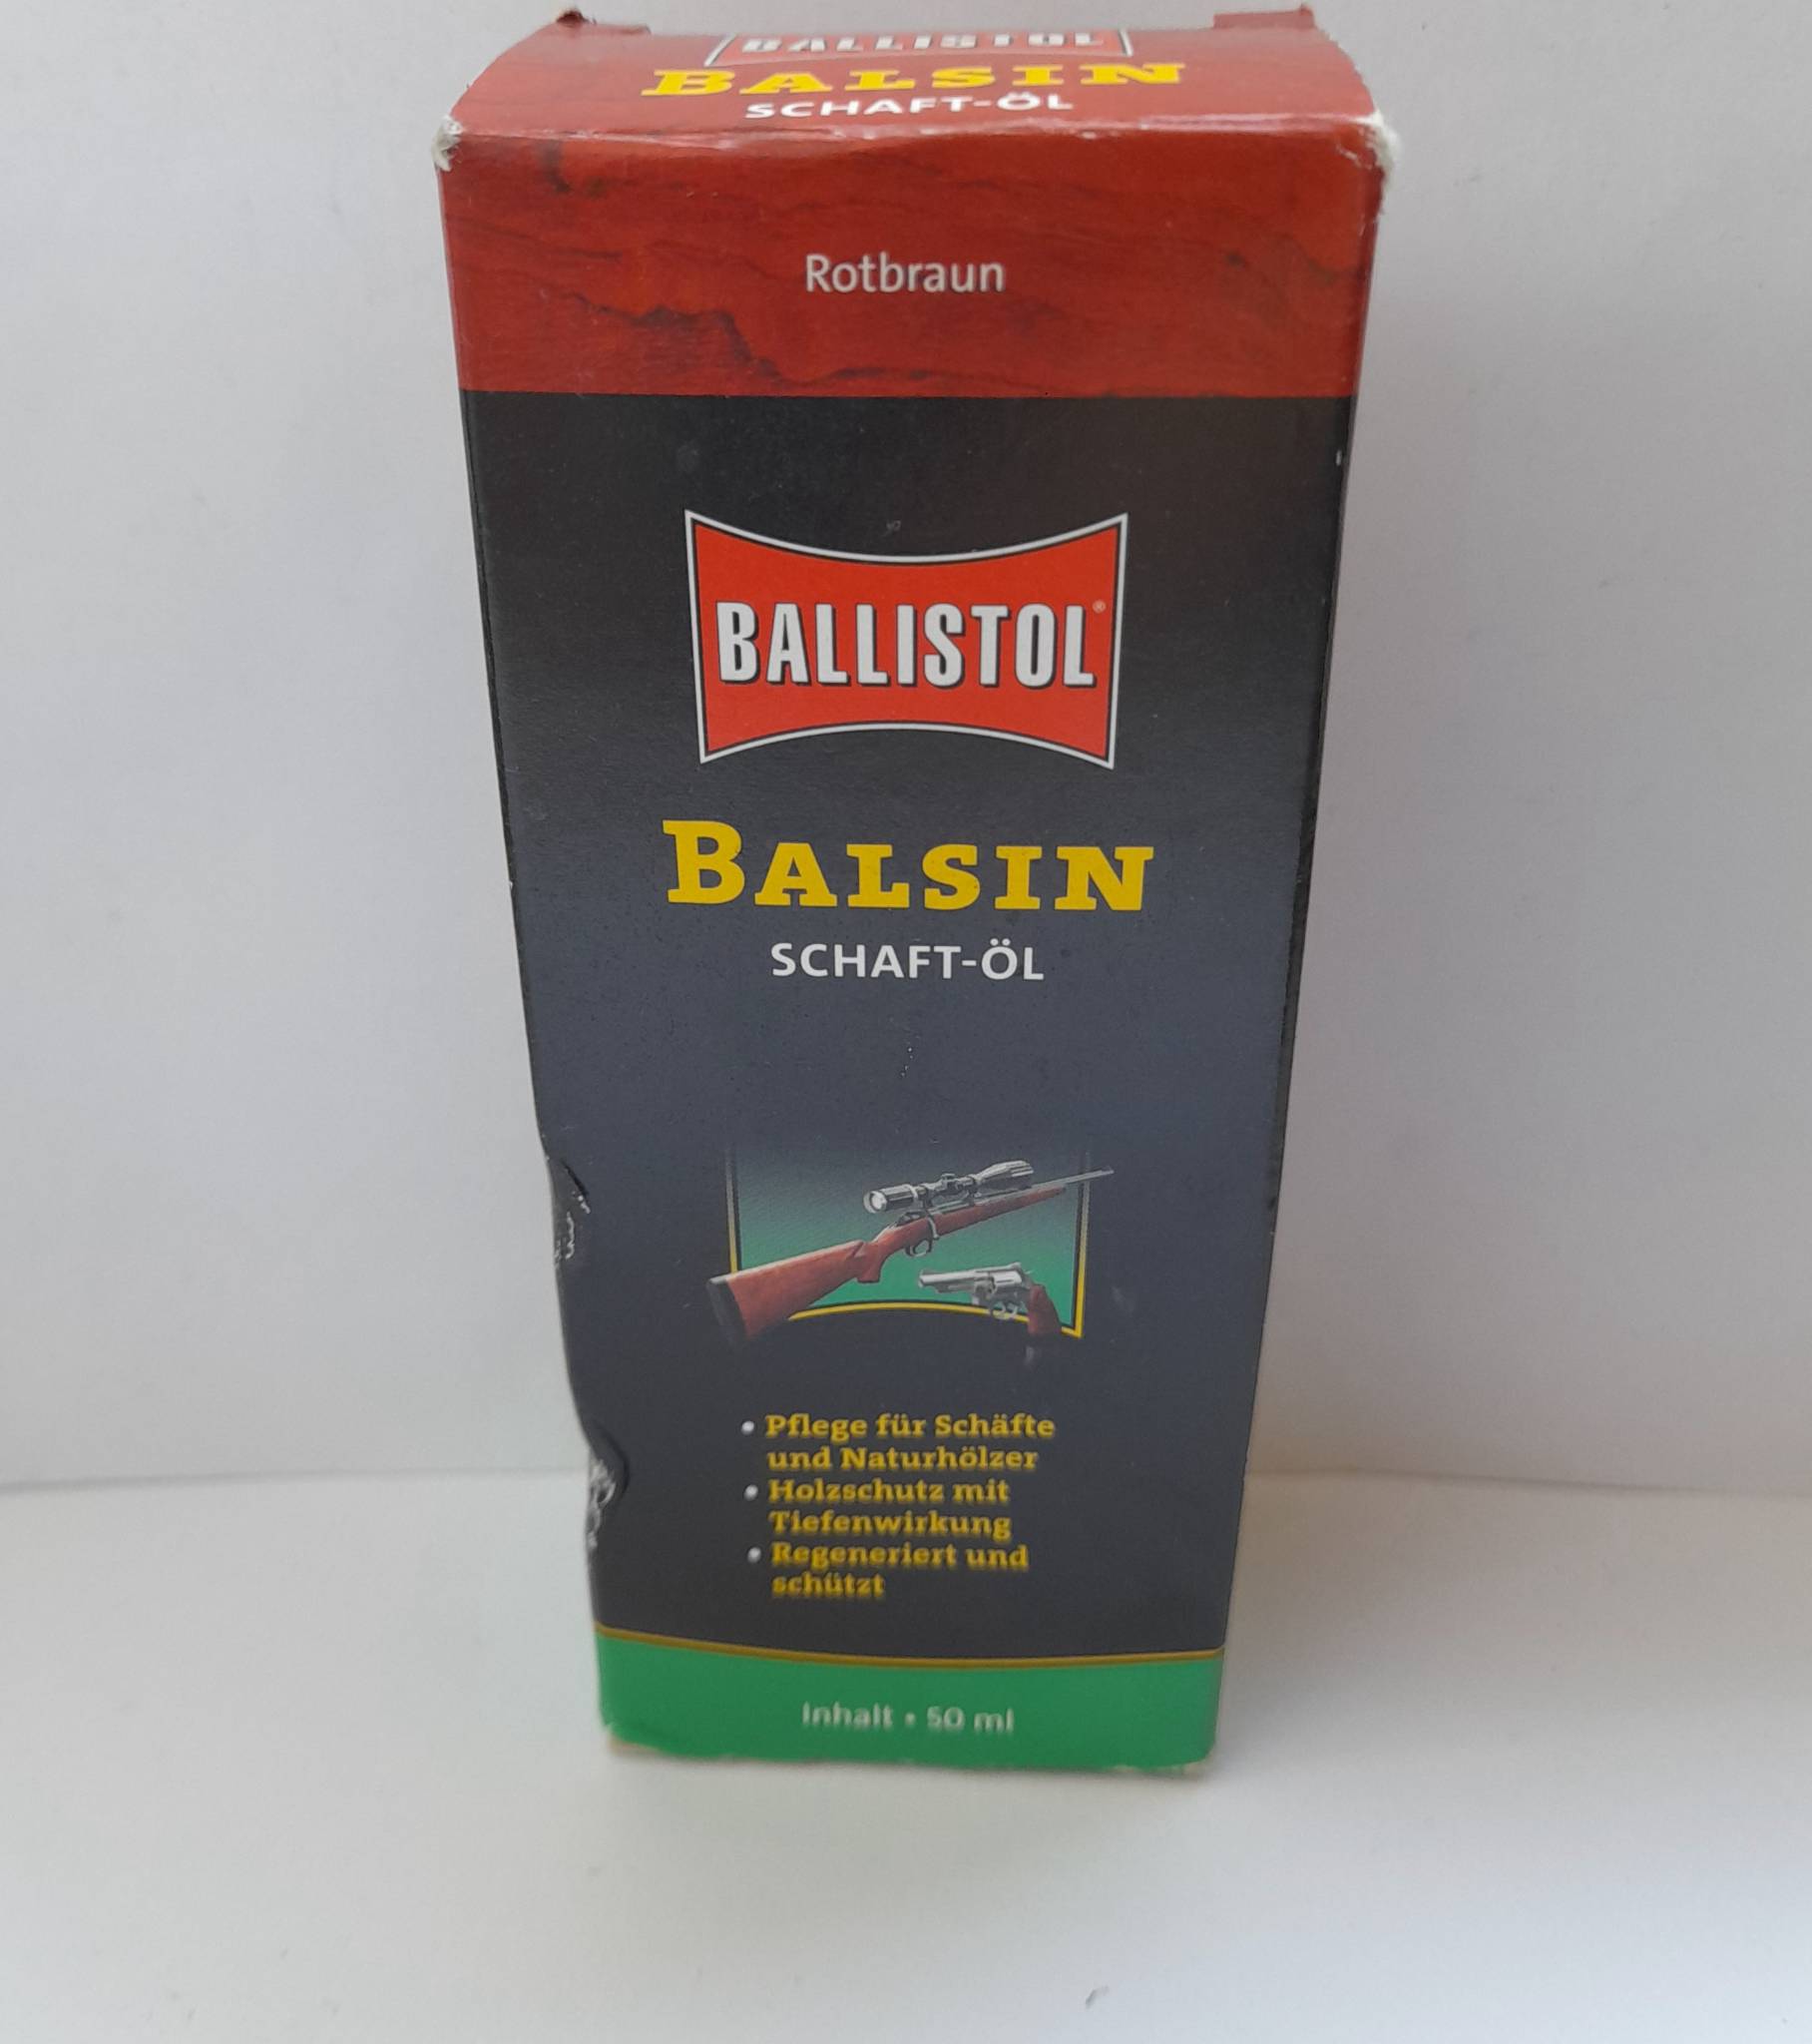 BALLISTOL
BALSIN
SCHAFT-ÖL
Rotbraun
BALLISTOL®
BALSIN
SCHAFT-ÖL
• Pflege für Schäfte
und Naturhölzer
• Holzschutz mit
Tiefenwirkung
• Regeneriert und
schützt
Inhalt • 50 ml